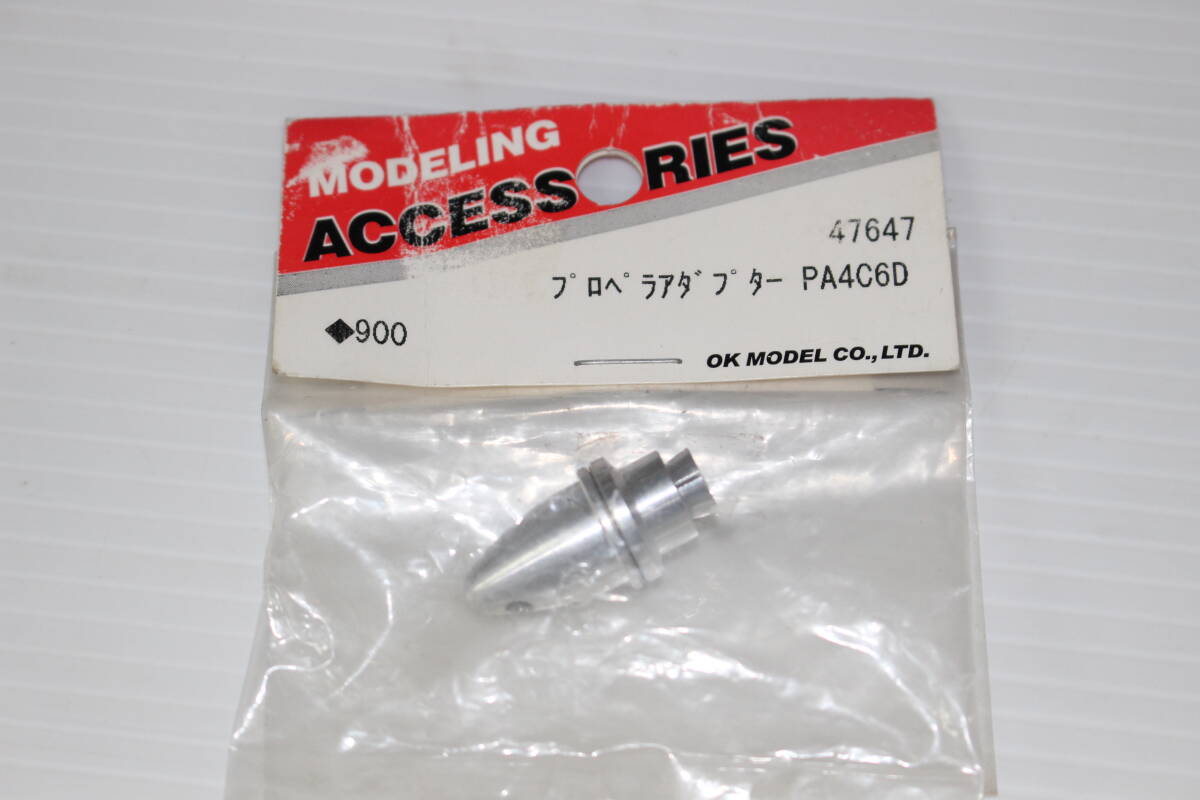 MODELING
ACCESSORIES
47647
プロペラアダプター PA4C6D
◆900
OK MODEL CO.,LTD.